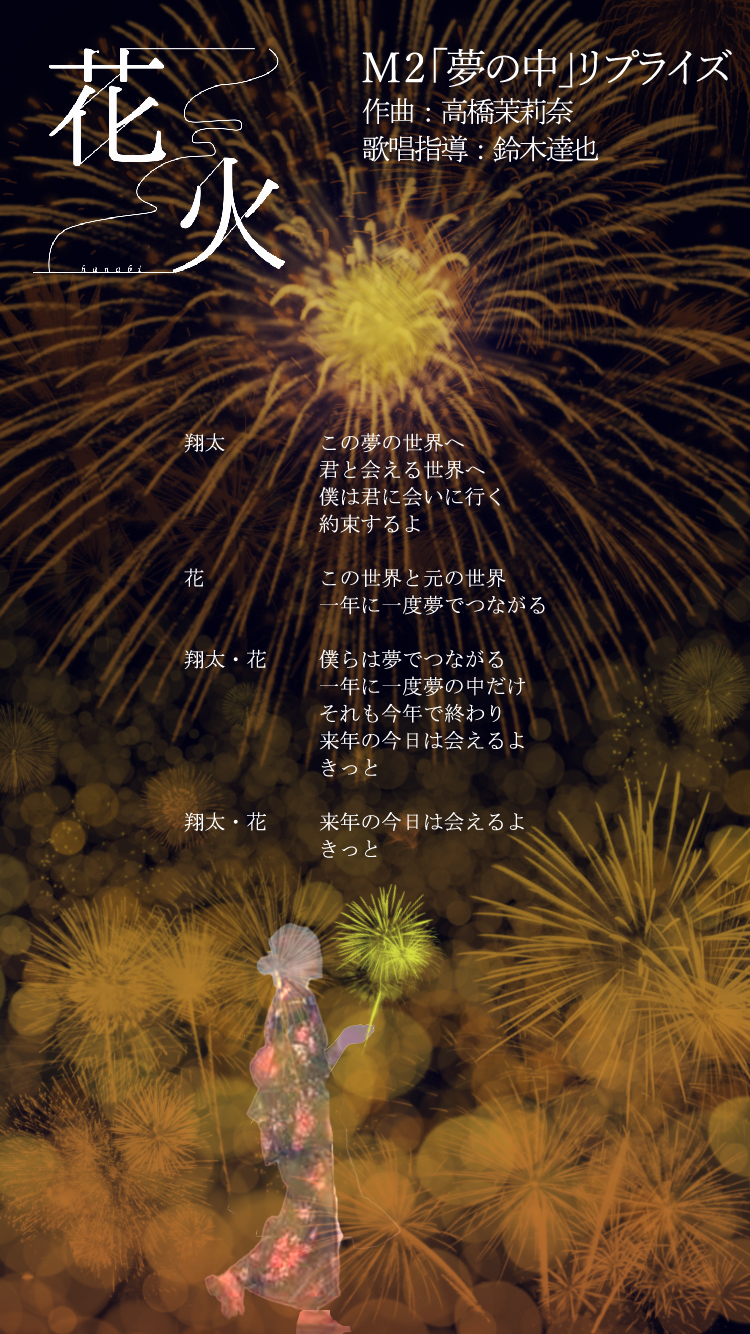 花火
hanabi
M2「夢の中」リプライズ
作曲：高橋茉莉奈
歌唱指導：鈴木達也
翔太 この夢の世界へ
君と会える世界へ
僕は君に会いに行く
約束するよ
花 この世界と元の世界
一年に一度夢でつながる
翔太・花 僕らは夢でつながる
一年に一度夢の中だけ
それも今年で終わり
来年の今日は会えるよ
きっと
翔太・花 来年の今日は会えるよ
きっと